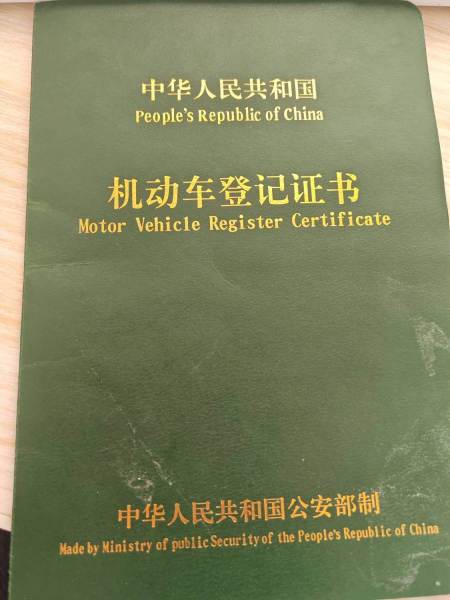 中华人民共和国
People's Republic of China
机动车登记证书
Motor Vehicle Register Certificate
中华人民共和国公安部制
Made by Ministry of public Security of the People's Republic of China